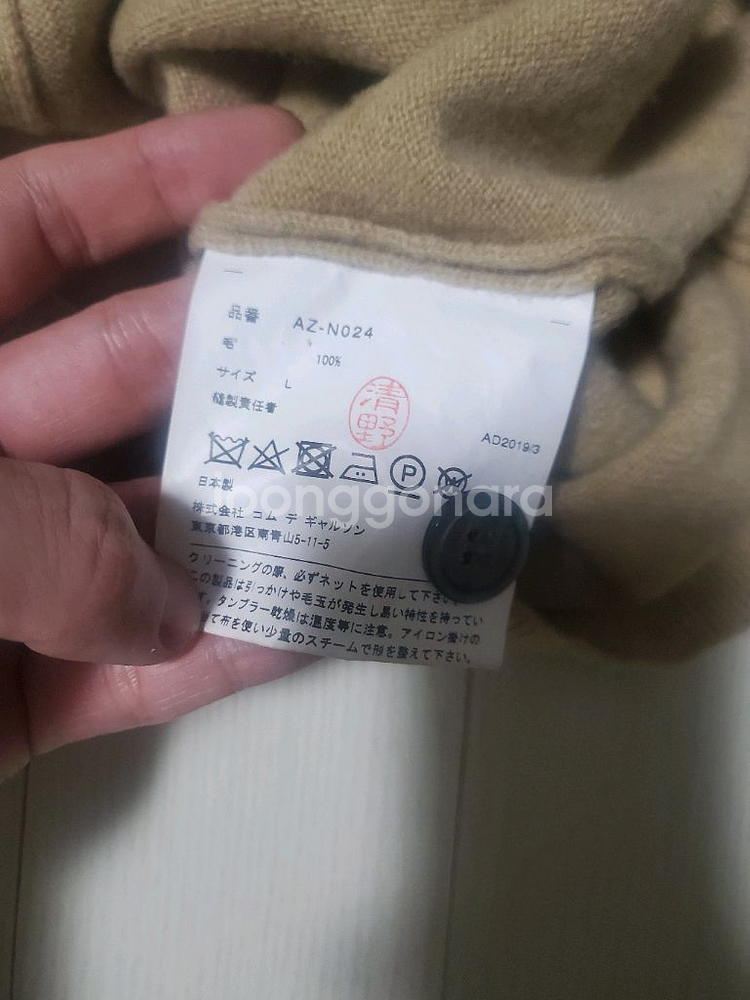 品番 AZ-N024
毛 100%
サイズ L
縫製責任者
清野
AD2019/3
P
W
日本製
株式会社 コム デ ギャルソン
東京都港区南青山5-11-5
joonggonara
クリーニングの際、必ずネットを使用して下さい
この製品は引っかけや毛玉が発生し易い特性を持ってい
す。タンブラー乾燥は温度等に注意。アイロン掛けの
て布を使い少量のスチームで形を整えて下さい。